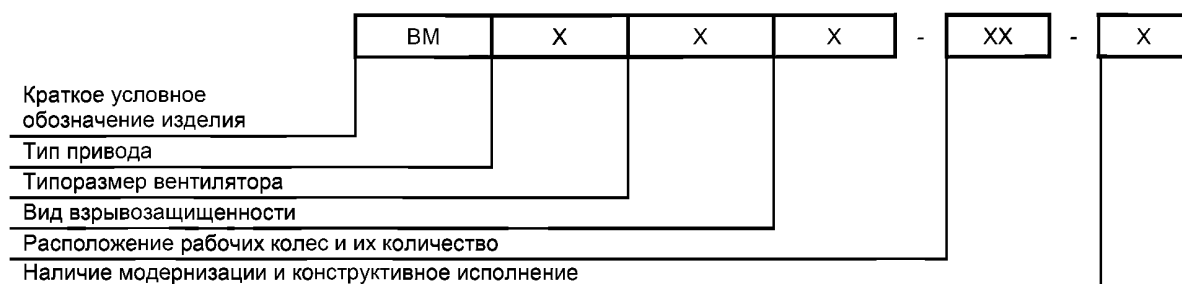 ВМ X X X - XX - X
Краткое условное
обозначение изделия
Тип привода
Типоразмер вентилятора
Вид взрывозащищенности
Расположение рабочих колес и их количество
Наличие модернизации и конструктивное исполнение